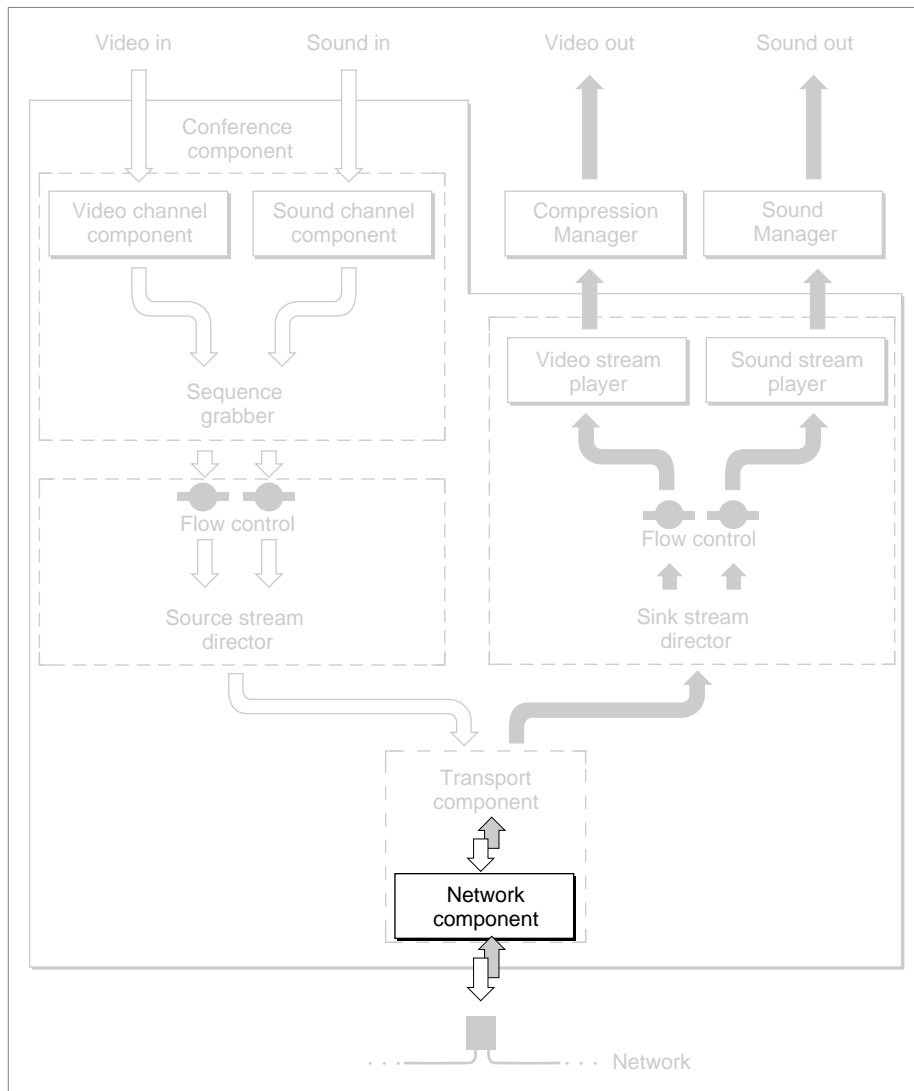 Video in
Sound in
Video out
Sound out
Conference
component
Video channel
component
Sound channel
component
Compression
Manager
Sound
Manager
Sequence
grabber
Video stream
player
Sound stream
player
Flow control
Flow control
Source stream
director
Sink stream
director
Transport
component
Network
component
Network